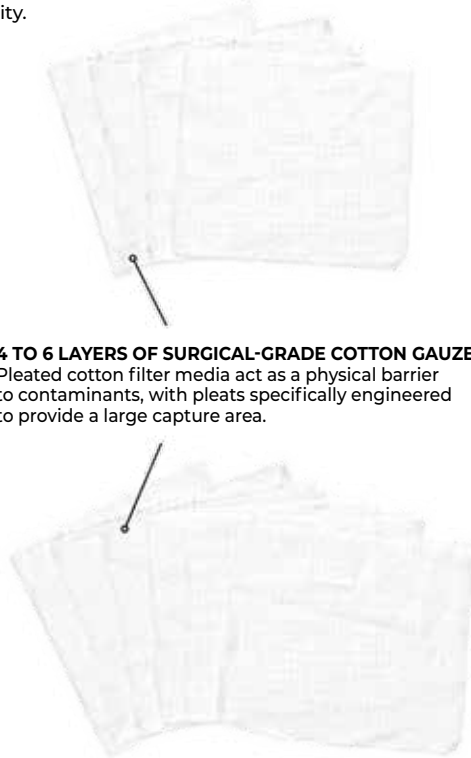 ity.
4 TO 6 LAYERS OF SURGICAL-GRADE COTTON GAUZE
Pleated cotton filter media act as a physical barrier
to contaminants, with pleats specifically engineered
to provide a large capture area.